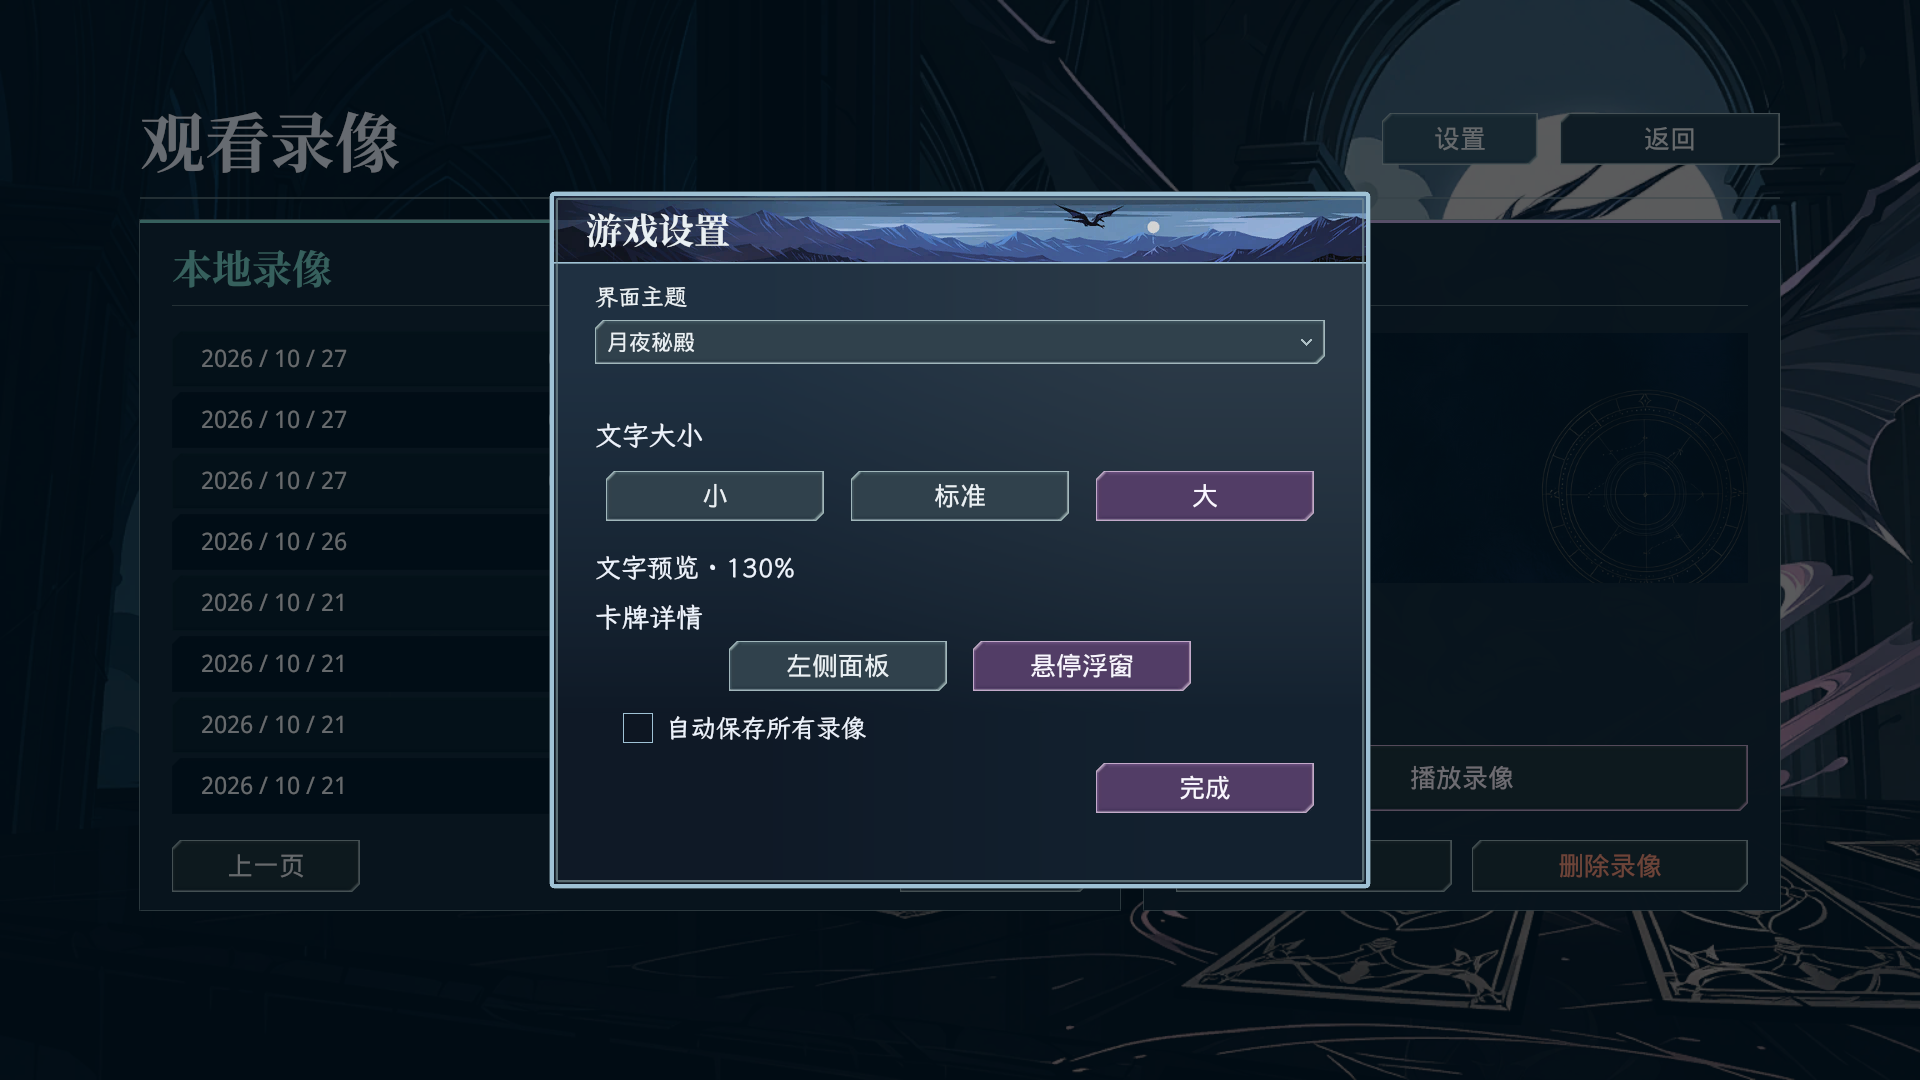 观看录像
设置
返回
本地录像
2026 / 10 / 27
2026 / 10 / 27
2026 / 10 / 27
2026 / 10 / 26
2026 / 10 / 21
2026 / 10 / 21
2026 / 10 / 21
2026 / 10 / 21
上一页
游戏设置
界面主题
月夜秘殿
文字大小
小
标准
大
文字预览・130%
卡牌详情
左侧面板
悬停浮窗
自动保存所有录像
完成
播放录像
删除录像